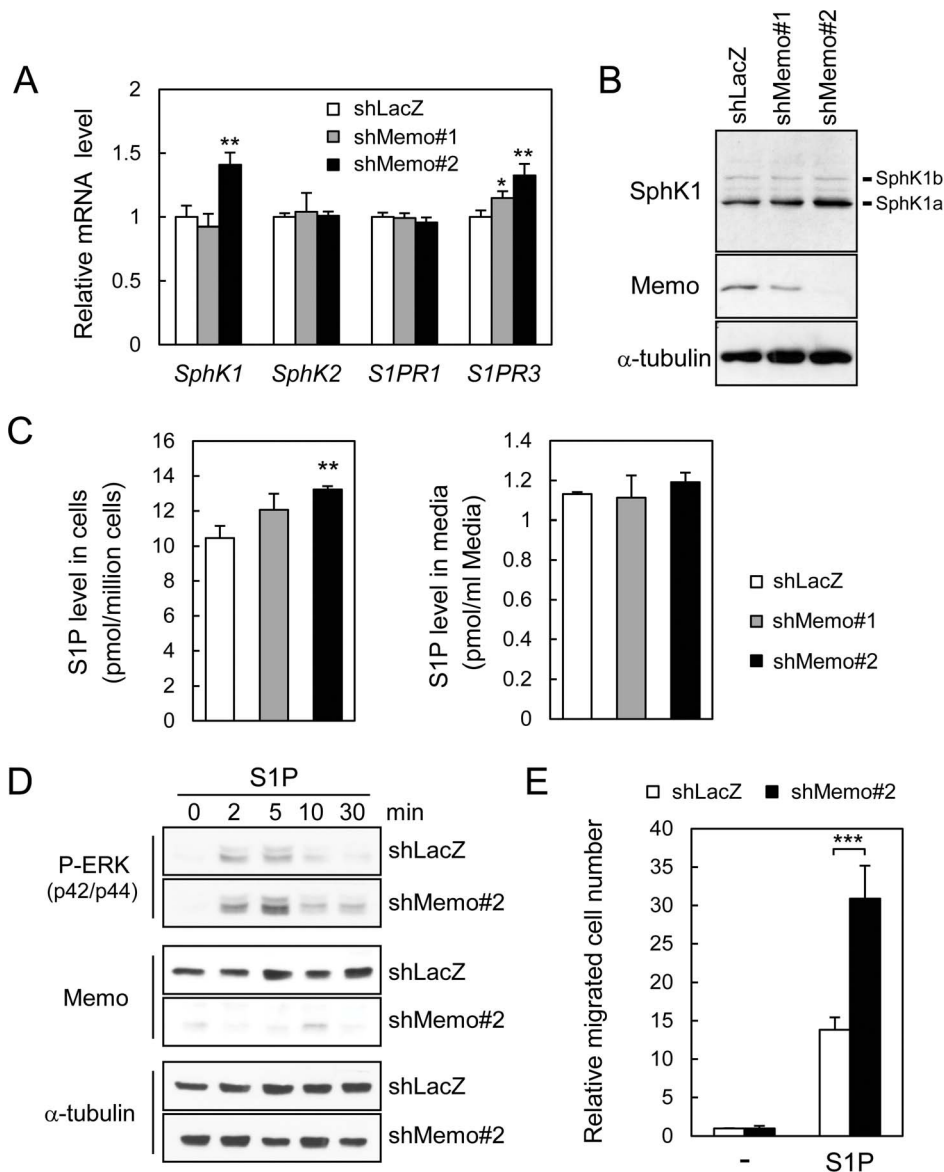 A
Relative mRNA level
2
1.5
1
0.5
0
shLacZ
shMemo#1
shMemo#2
**
*
**
SphK1 SphK2 S1PR1 S1PR3
B
shLacZ
shMemo#1
shMemo#2
SphK1
SphK1b
SphK1a
Memo
α-tubulin
C
S1P level in cells
(pmol/million cells)
16
14
12
10
8
6
4
2
0
**
S1P level in media
(pmol/ml Media)
1.4
1.2
1
0.8
0.6
0.4
0.2
0
shLacZ
shMemo#1
shMemo#2
D
S1P
0 2 5 10 30 min
P-ERK
(p42/p44)
shLacZ
shMemo#2
Memo
shLacZ
shMemo#2
α-tubulin
shLacZ
shMemo#2
E
shLacZ shMemo#2
Relative migrated cell number
40
35
30
25
20
15
10
5
0
***
- S1P